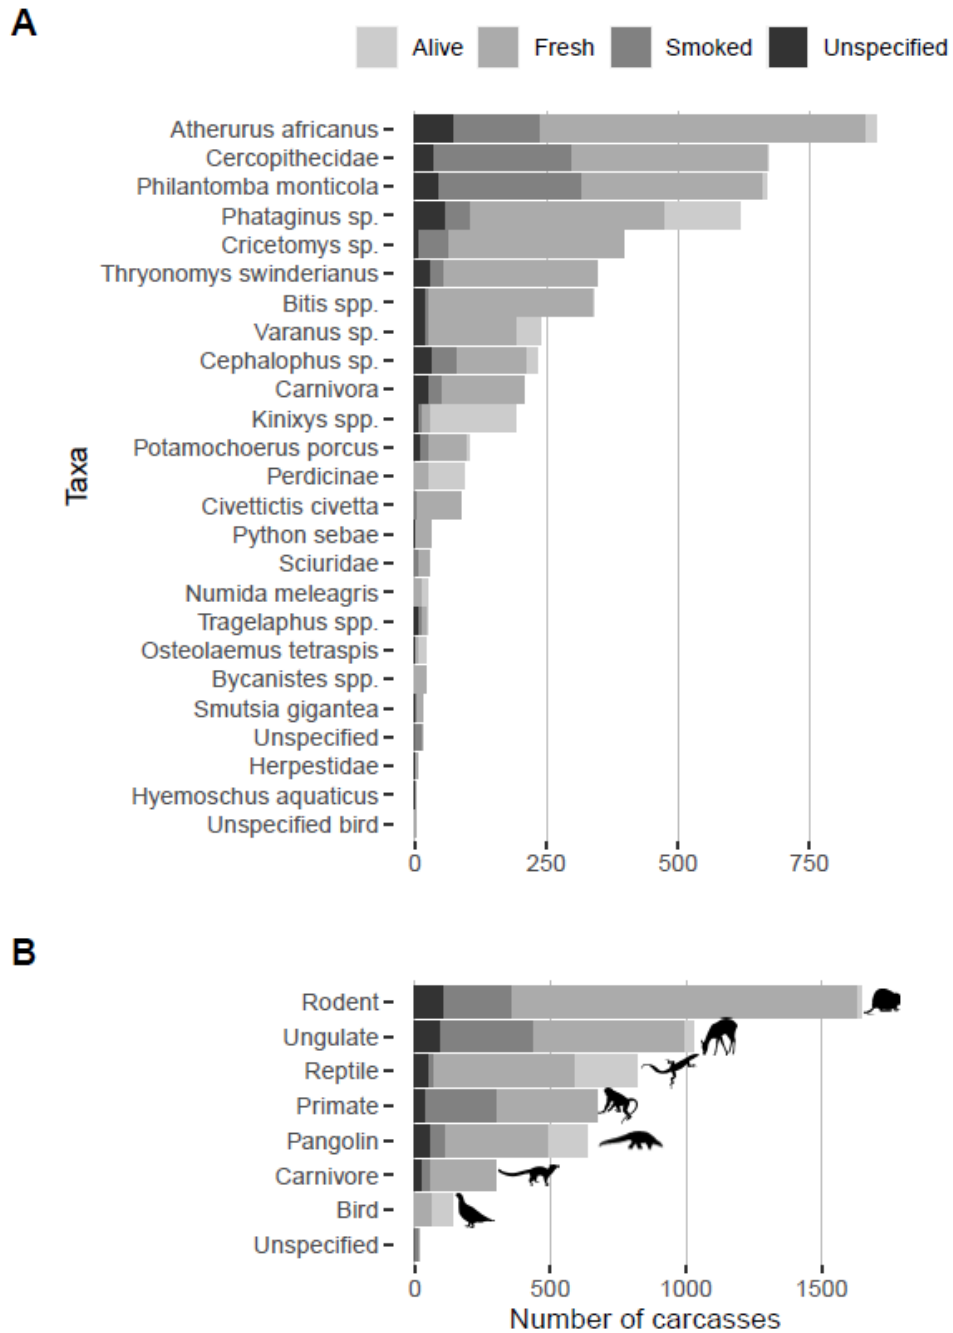 A
Alive Fresh Smoked Unspecified
Taxa
Atherurus africanus
Cercopithecidae
Philantomba monticola
Phataginus sp.
Cricetomys sp.
Thryonomys swinderianus
Bitis spp.
Varanus sp.
Cephalophus sp.
Carnivora
Kinixys spp.
Potamochoerus porcus
Perdicinae
Civettictis civetta
Python sebae
Sciuridae
Numida meleagris
Tragelaphus spp.
Osteolaemus tetraspis
Bycanistes spp.
Smutsia gigantea
Unspecified
Herpestidae
Hyemoschus aquaticus
Unspecified bird
0 250 500 750
B
Rodent
Ungulate
Reptile
Primate
Pangolin
Carnivore
Bird
Unspecified
0 500 1000 1500
Number of carcasses